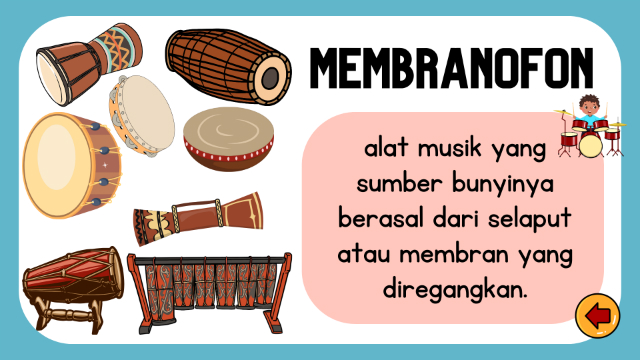 MEMBRANOFON
alat musik yang
sumber bunyinya
berasal dari selaput
atau membran yang
diregangkan.